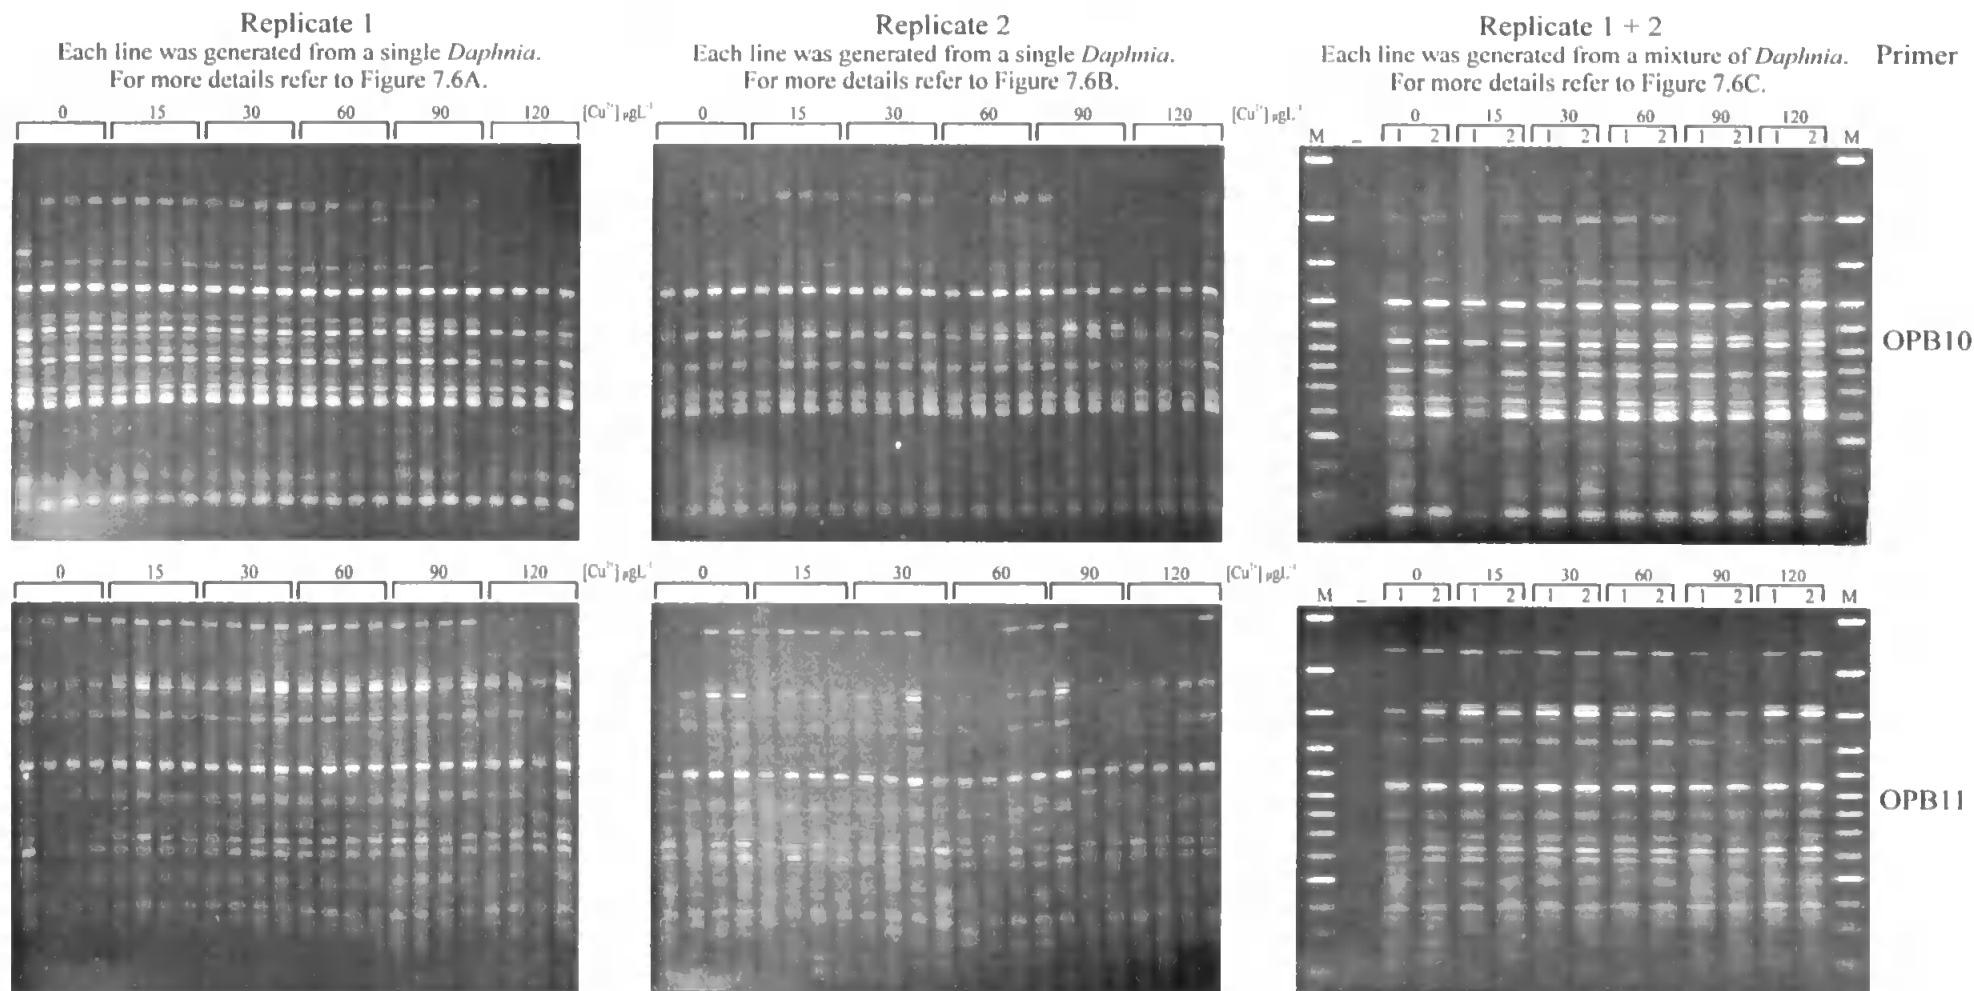 Replicate 1
Each line was generated from a single Daphnia.
For more details refer to Figure 7.6A.
Replicate 2
Each line was generated from a single Daphnia.
For more details refer to Figure 7.6B.
Replicate 1 + 2
Each line was generated from a mixture of Daphnia.
For more details refer to Figure 7.6C.
Primer
0 15 30 60 90 120 [Cu²⁺] µgL⁻¹
0 15 30 60 90 120 [Cu²⁺] µgL⁻¹
0 15 30 60 90 120
M – 1 2 1 2 1 2 1 2 1 2 1 2 M
OPB10
0 15 30 60 90 120 [Cu²⁺] µgL⁻¹
0 15 30 60 90 120 [Cu²⁺] µgL⁻¹
0 15 30 60 90 120
M – 1 2 1 2 1 2 1 2 1 2 1 2 M
OPB11